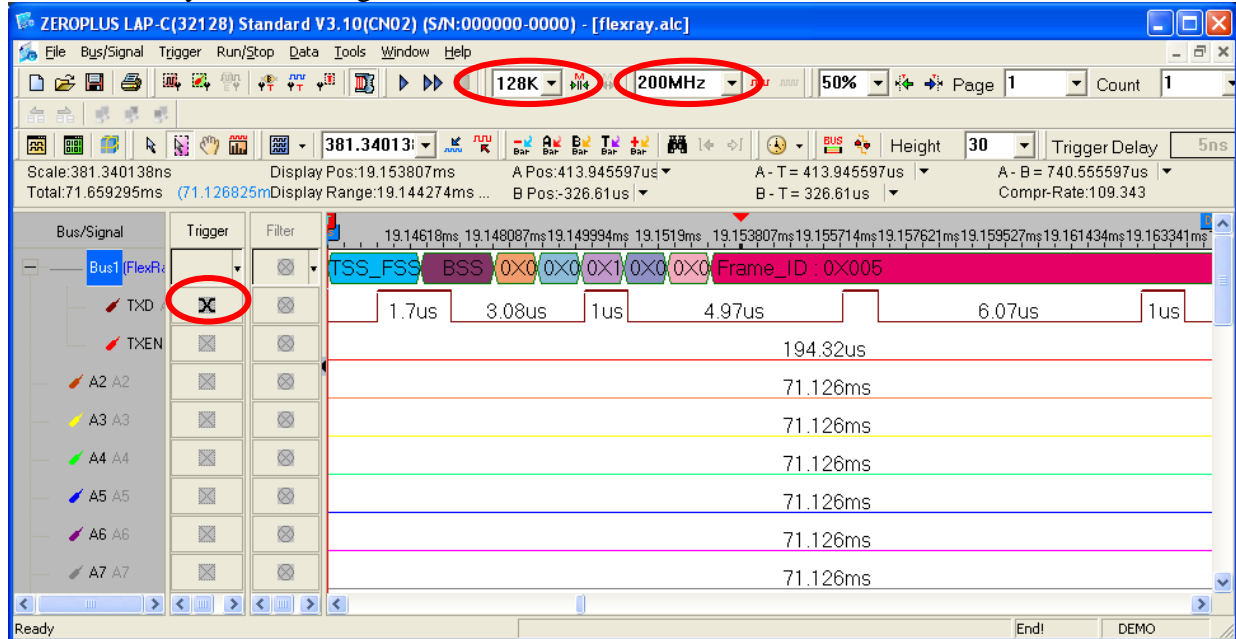 ZEROPLUS LAP-C(32128) Standard V3.10(CN02) (S/N:000000-0000) - [flexray.alc]
File Bus/Signal Trigger Run/Stop Data Tools Window Help
128K 200MHz 50% Page 1 Count 1
381.34013 Bar Bar Bar Bar Bar BUS Height 30 Trigger Delay 5ns
Scale:381.340138ns Display Pos:19.153807ms A Pos:413.945597us A - T = 413.945597us A - B = 740.555597us
Total:71.659295ms (71.126825m Display Range:19.144274ms ... B Pos:-326.61us B - T = 326.61us Compr-Rate:109.343
Bus/Signal Trigger Filter 19.14618ms 19.148087ms 19.149994ms 19.1519ms 19.153807ms 19.155714ms 19.157621ms 19.159527ms 19.161434ms 19.163341ms
Bus1 (FlexRa TSS_FSS BSS 0X0 0X0 0X1 0X0 0X0 Frame_ID : 0X005
TXD 1.7us 3.08us 1us 4.97us 6.07us 1us
TXEN 194.32us
A2 A2 71.126ms
A3 A3 71.126ms
A4 A4 71.126ms
A5 A5 71.126ms
A6 A6 71.126ms
A7 A7 71.126ms
Ready End! DEMO